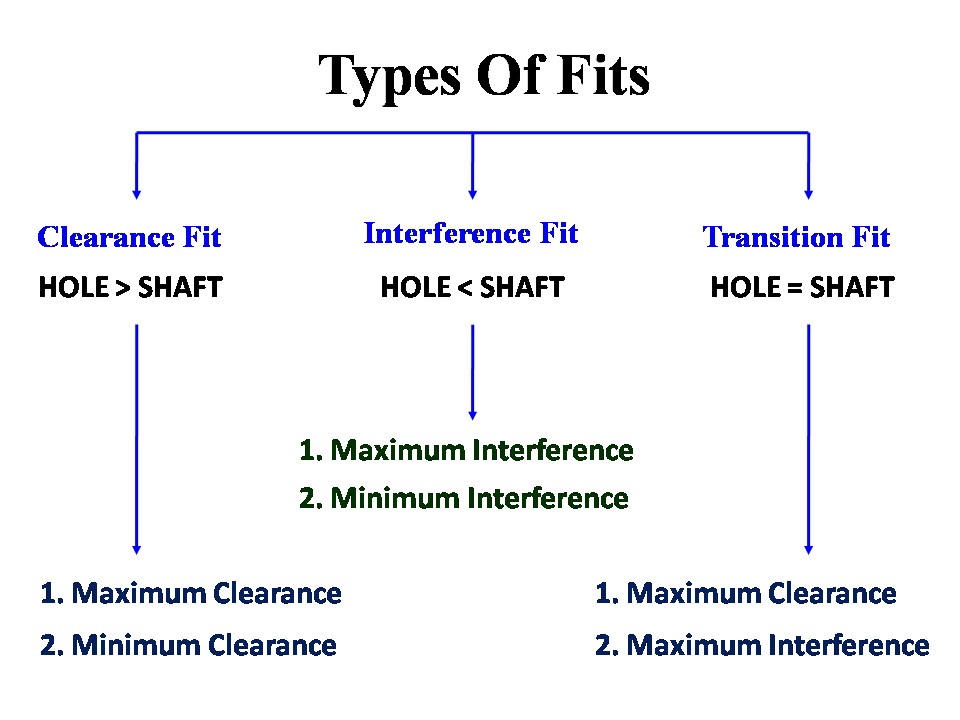 Types Of Fits
Clearance Fit
HOLE > SHAFT
Interference Fit
HOLE < SHAFT
Transition Fit
HOLE = SHAFT
1. Maximum Interference
2. Minimum Interference
1. Maximum Clearance
2. Minimum Clearance
1. Maximum Clearance
2. Maximum Interference